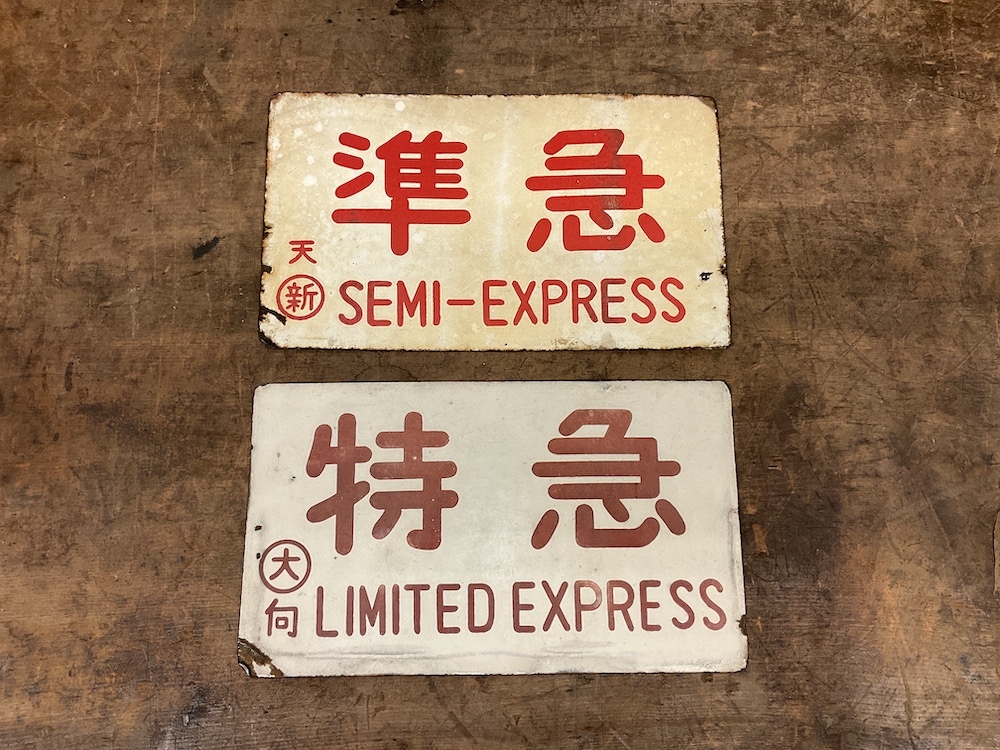 準急
天
新 SEMI-EXPRESS
特急
大
向 LIMITED EXPRESS